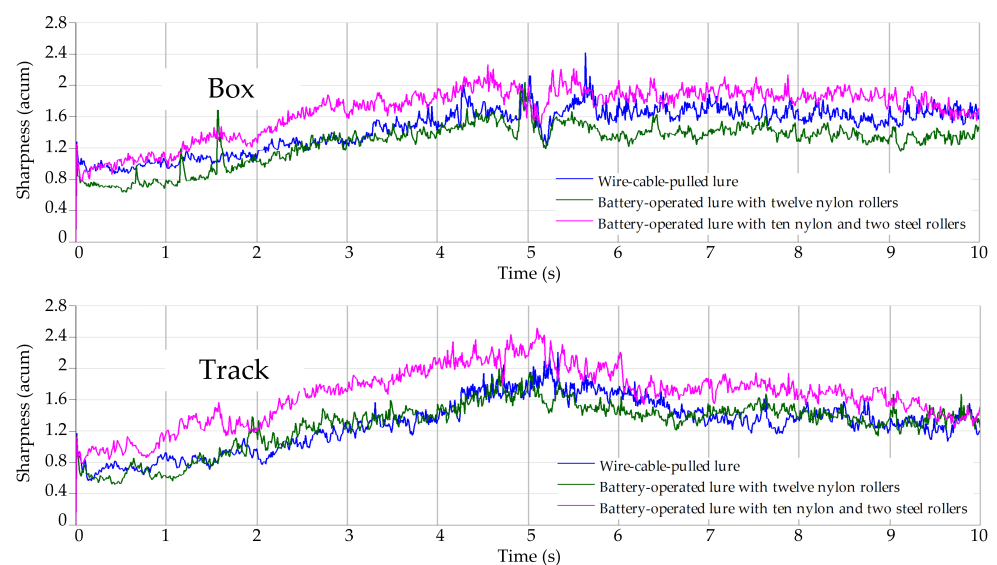 Sharpness (acum)
2.8
2.4
2
1.6
1.2
0.8
0.4
0
Box
Wire-cable-pulled lure
Battery-operated lure with twelve nylon rollers
Battery-operated lure with ten nylon and two steel rollers
0 1 2 3 4 5 6 7 8 9 10
Time (s)
Sharpness (acum)
2.8
2.4
2
1.6
1.2
0.8
0.4
0
Track
Wire-cable-pulled lure
Battery-operated lure with twelve nylon rollers
Battery-operated lure with ten nylon and two steel rollers
0 1 2 3 4 5 6 7 8 9 10
Time (s)